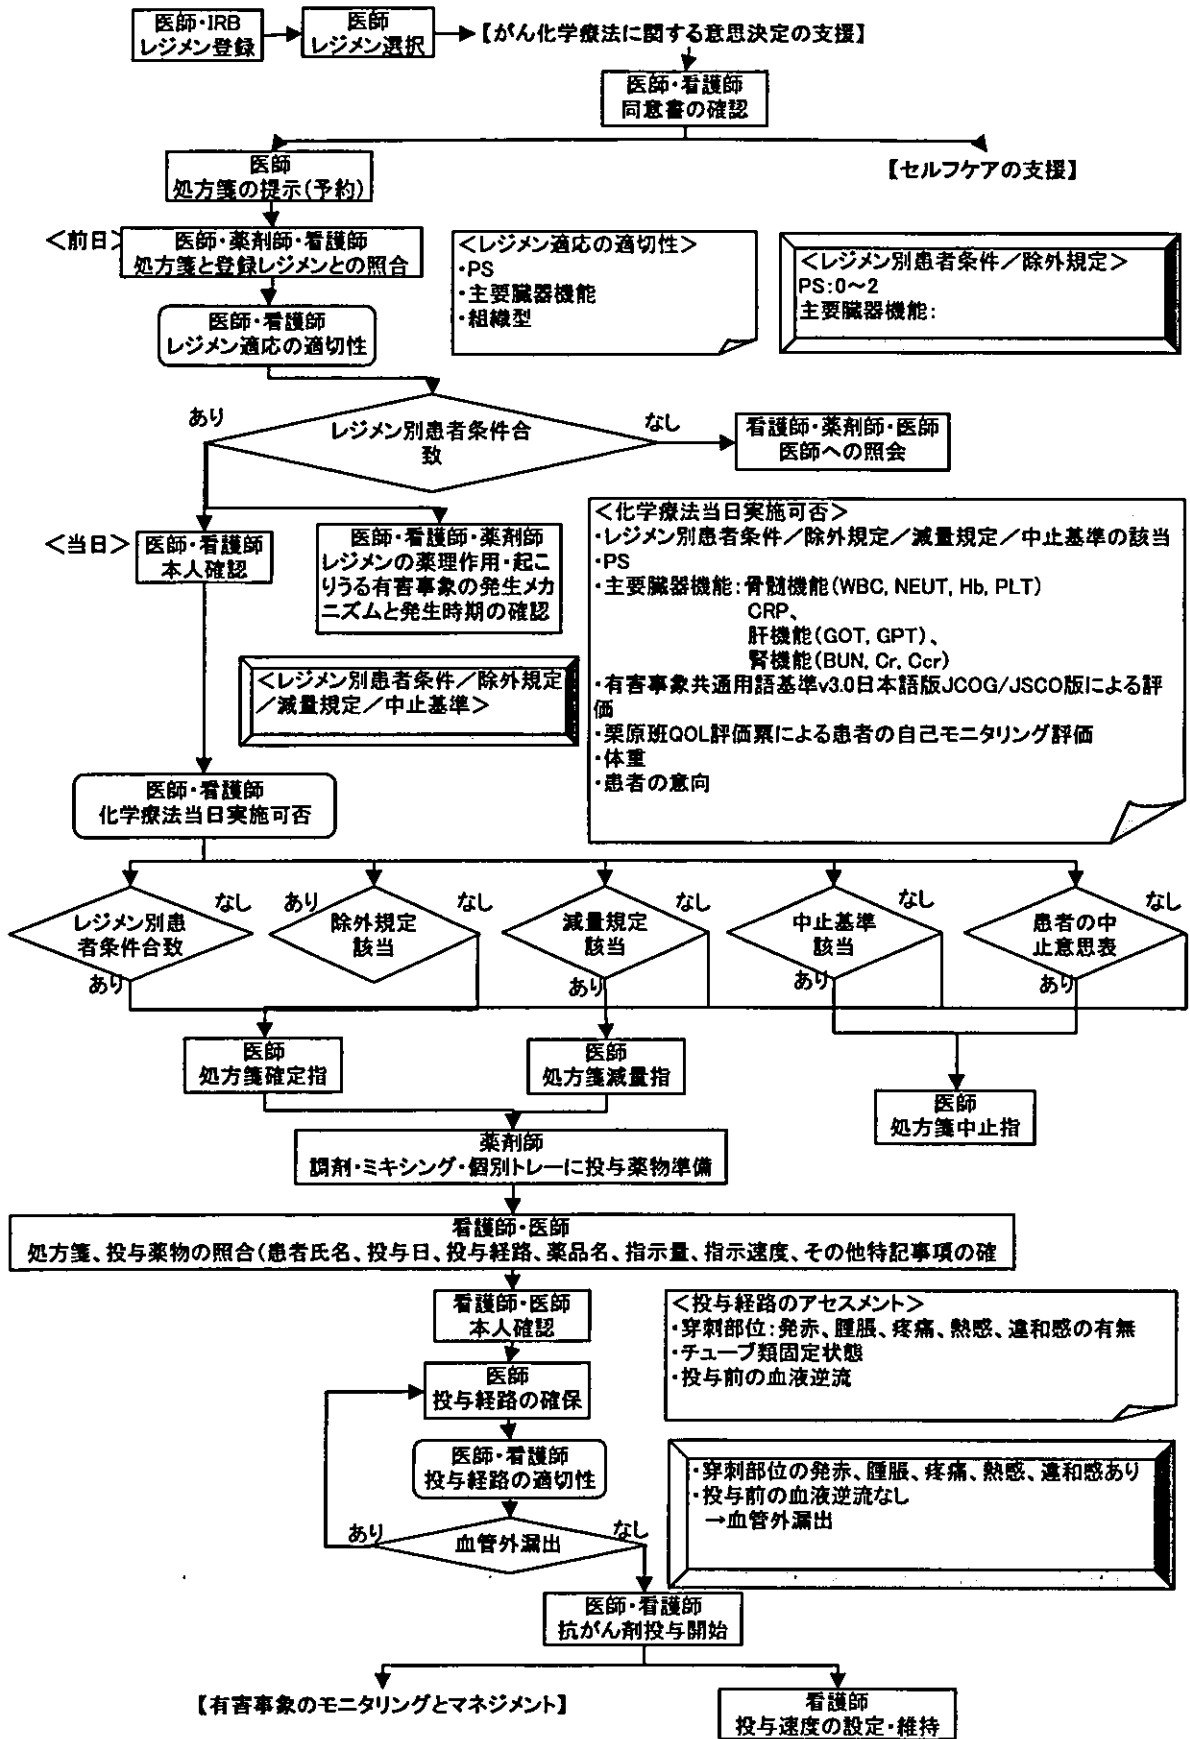 医師・IRB
レジメン登録
医師
レジメン選択
【がん化学療法に関する意思決定の支援】
医師・看護師
同意書の確認
医師
処方箋の提示(予約)
【セルフケアの支援】
＜前日＞
医師・薬剤師・看護師
処方箋と登録レジメンとの照合
＜レジメン適応の適切性＞
・PS
・主要臓器機能
・組織型
＜レジメン別患者条件／除外規定＞
PS:0～2
主要臓器機能:
医師・看護師
レジメン適応の適切性
あり
レジメン別患者条件合
致
なし
看護師・薬剤師・医師
医師への照会
＜当日＞
医師・看護師
本人確認
医師・看護師・薬剤師
レジメンの薬理作用・起こ
りうる有害事象の発生メカ
ニズムと発生時期の確認
＜化学療法当日実施可否＞
・レジメン別患者条件／除外規定／減量規定／中止基準の該当
・PS
・主要臓器機能:骨髄機能(WBC, NEUT, Hb, PLT)
CRP、
肝機能(GOT, GPT)、
腎機能(BUN, Cr, Ccr)
・有害事象共通用語基準v3.0日本語版JCOG/JSCO版による評
価
・栗原班QOL評価票による患者の自己モニタリング評価
・体重
・患者の意向
＜レジメン別患者条件／除外規定
／減量規定／中止基準＞
医師・看護師
化学療法当日実施可否
レジメン別患
者条件合致
なし
あり
あり
除外規定
該当
なし
減量規定
該当
なし
あり
中止基準
該当
なし
あり
患者の中
止意思表
なし
あり
医師
処方箋確定指
医師
処方箋減量指
医師
処方箋中止指
薬剤師
調剤・ミキシング・個別トレーに投与薬物準備
看護師・医師
処方箋、投与薬物の照合(患者氏名、投与日、投与経路、薬品名、指示量、指示速度、その他特記事項の確
看護師・医師
本人確認
＜投与経路のアセスメント＞
・穿刺部位:発赤、腫脹、疼痛、熱感、違和感の有無
・チューブ類固定状態
・投与前の血液逆流
医師
投与経路の確保
医師・看護師
投与経路の適切性
・穿刺部位の発赤、腫脹、疼痛、熱感、違和感あり
・投与前の血液逆流なし
→血管外漏出
あり
血管外漏出
なし
医師・看護師
抗がん剤投与開始
【有害事象のモニタリングとマネジメント】
看護師
投与速度の設定・維持